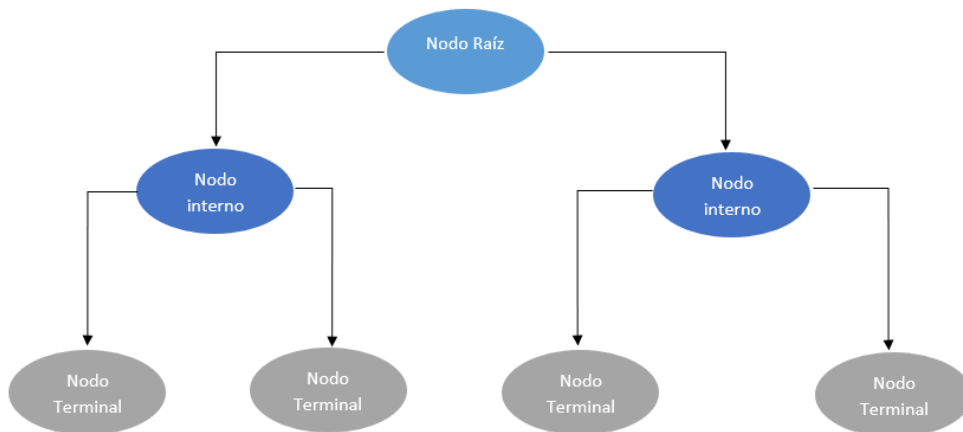 Nodo Raíz
Nodo
interno
Nodo
interno
Nodo
Terminal
Nodo
Terminal
Nodo
Terminal
Nodo
Terminal